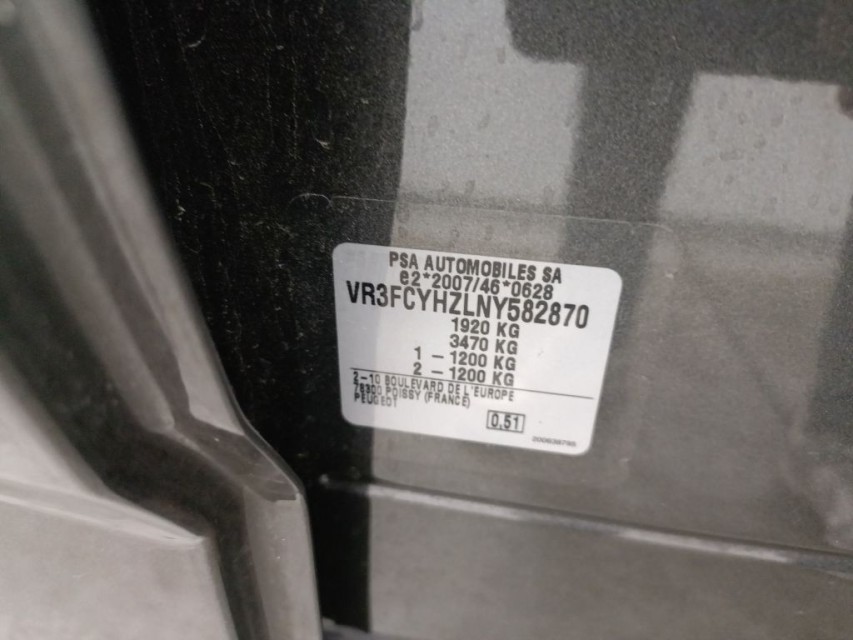 PSA AUTOMOBILES SA
e2*2007/46*0628
VR3FCYHZLNY582870
1920 KG
3470 KG
1 – 1200 KG
2 – 1200 KG
2–10 BOULEVARD DE L'EUROPE
78300 POISSY (FRANCE)
PEUGEOT
0.51